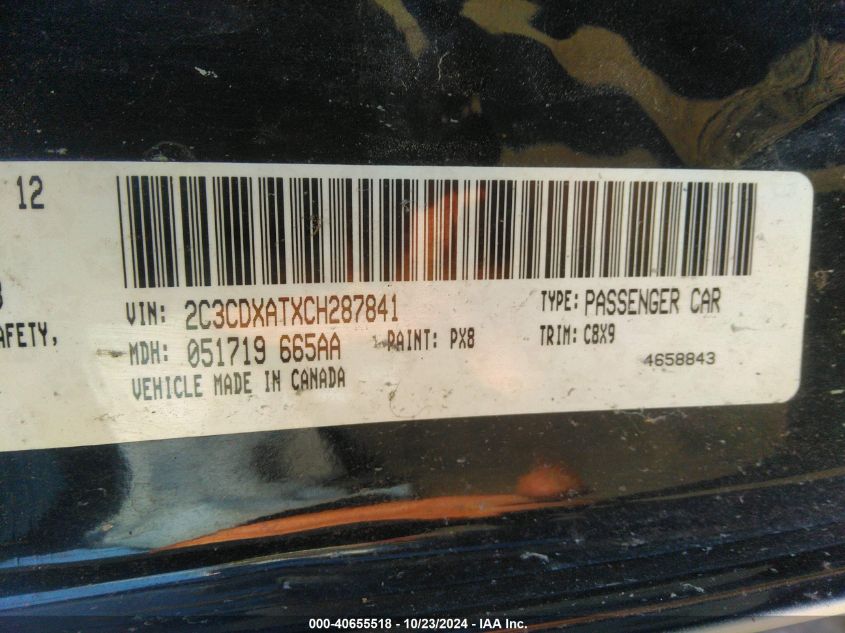 12
VIN: 2C3CDXATXCH287841 TYPE: PASSENGER CAR
AFETY,
MDH: 051719 665AA PAINT: PX8 TRIM: C8X9
4658843
VEHICLE MADE IN CANADA
000-40655518 - 10/23/2024 - IAA Inc.